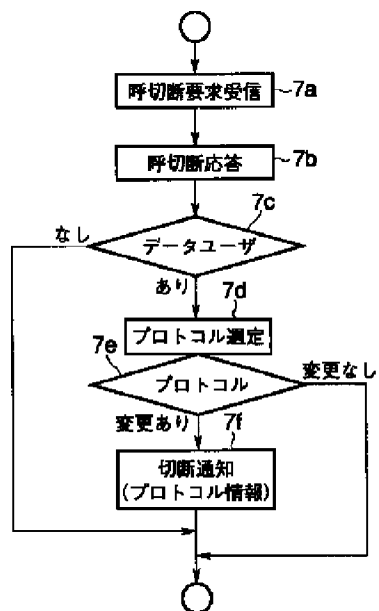 呼切断要求受信 7a
呼切断応答 7b
7c
なし データユーザ
あり 7d
プロトコル選定
7e
プロトコル 変更なし
変更あり 7f
切断通知
(プロトコル情報)